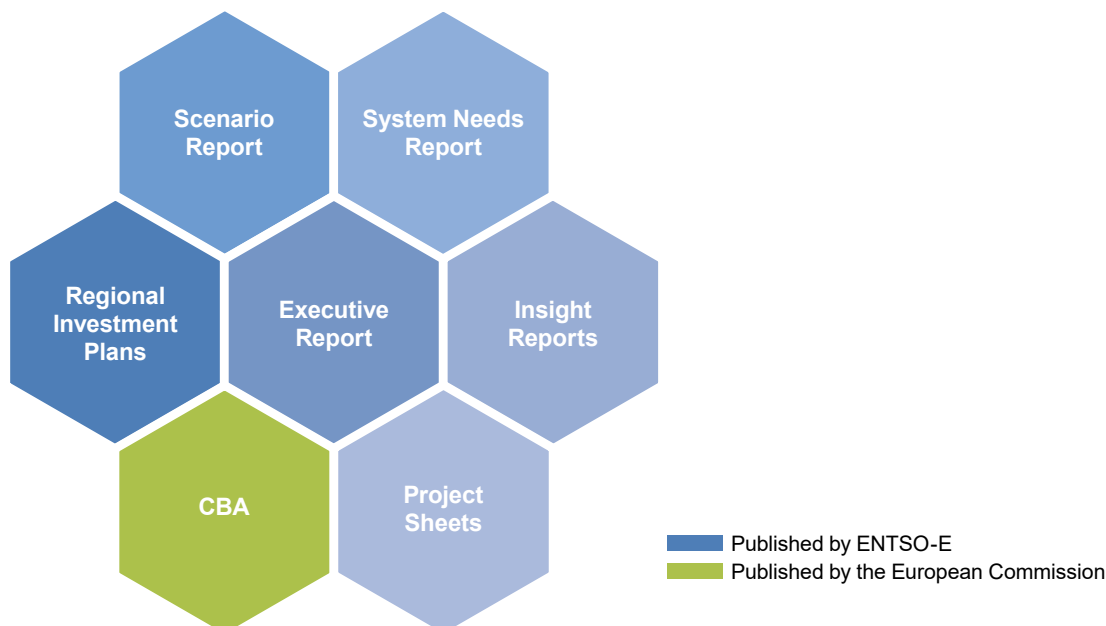 Scenario
Report
System Needs
Report
Regional
Investment
Plans
Executive
Report
Insight
Reports
CBA
Project
Sheets
Published by ENTSO-E
Published by the European Commission